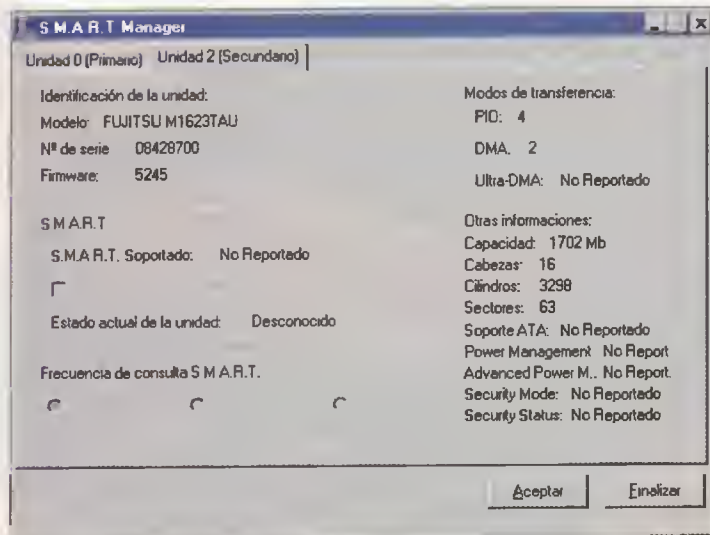 S.M.A.R.T Manager
Unidad 0 (Primario) Unidad 2 (Secundario)
Identificación de la unidad:
Modelo: FUJITSU M1623TAU
Nº de serie 08428700
Firmware: 5245
S.M.A.R.T
S.M.A.R.T. Soportado: No Reportado
Estado actual de la unidad: Desconocido
Frecuencia de consulta S.M.A.R.T.
Modos de transferencia:
PIO: 4
DMA. 2
Ultra-DMA: No Reportado
Otras informaciones:
Capacidad: 1702 Mb
Cabezas: 16
Cilindros: 3298
Sectores: 63
Soporte ATA: No Reportado
Power Management No Report
Advanced Power M.. No Report.
Security Mode: No Reportado
Security Status: No Reportado
Aceptar Finalizar